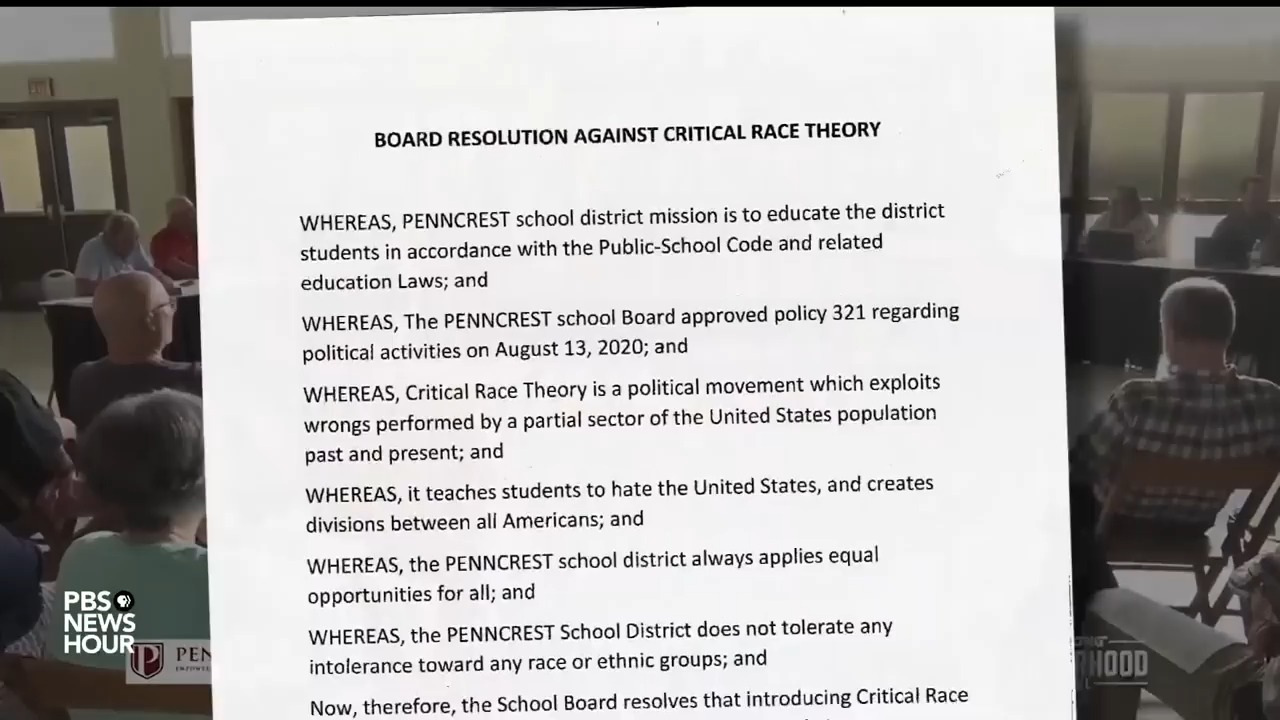 BOARD RESOLUTION AGAINST CRITICAL RACE THEORY
WHEREAS, PENNCREST school district mission is to educate the district
students in accordance with the Public-School Code and related
education Laws; and
WHEREAS, The PENNCREST school Board approved policy 321 regarding
political activities on August 13, 2020; and
WHEREAS, Critical Race Theory is a political movement which exploits
wrongs performed by a partial sector of the United States population
past and present; and
WHEREAS, it teaches students to hate the United States, and creates
divisions between all Americans; and
WHEREAS, the PENNCREST school district always applies equal
opportunities for all; and
WHEREAS, the PENNCREST School District does not tolerate any
intolerance toward any race or ethnic groups; and
Now, therefore, the School Board resolves that introducing Critical Race
PBS
NEWS
HOUR
PEN
RHOOD